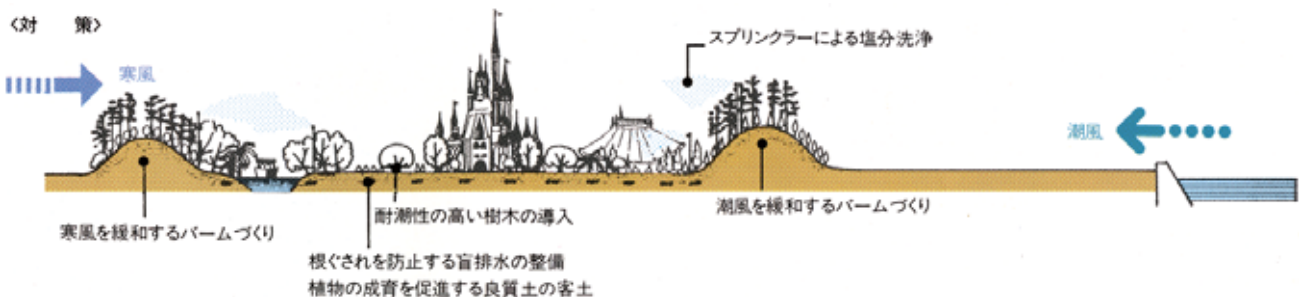 〈対　策〉
スプリンクラーによる塩分洗浄
寒風
潮風
耐潮性の高い樹木の導入
潮風を緩和するバームづくり
寒風を緩和するバームづくり
根ぐされを防止する盲排水の整備
植物の成育を促進する良質土の客土